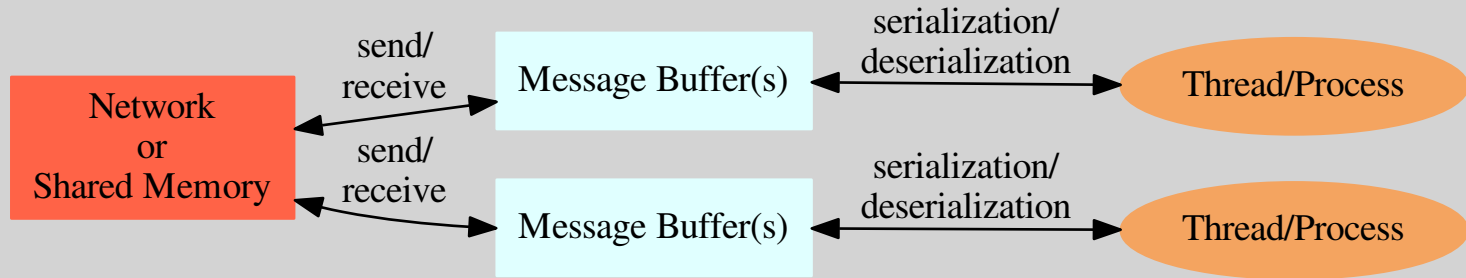 Network
or
Shared Memory
send/
receive
Message Buffer(s)
serialization/
deserialization
Thread/Process
send/
receive
Message Buffer(s)
serialization/
deserialization
Thread/Process